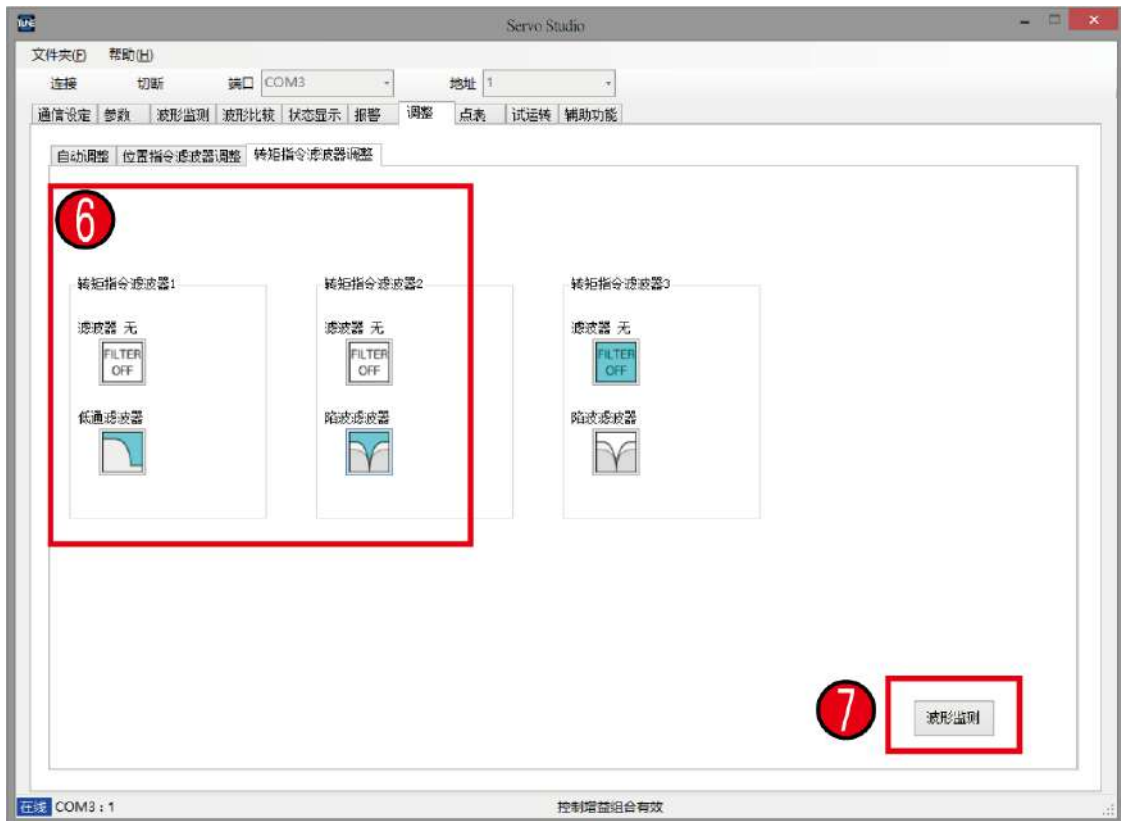 TUNE
Servo Studio
文件夹(F) 帮助(H)
连接 切断 端口 COM3 地址 1
通信设定 参数 波形监测 波形比较 状态显示 报警 调整 点表 试运转 辅助功能
自动调整 位置指令滤波器调整 转矩指令滤波器调整
6
转矩指令滤波器1 转矩指令滤波器2 转矩指令滤波器3
滤波器 无 滤波器 无 滤波器 无
FILTER OFF FILTER OFF FILTER OFF
低通滤波器 陷波滤波器 陷波滤波器
7
波形监测
在线 COM3 : 1 控制增益组合有效